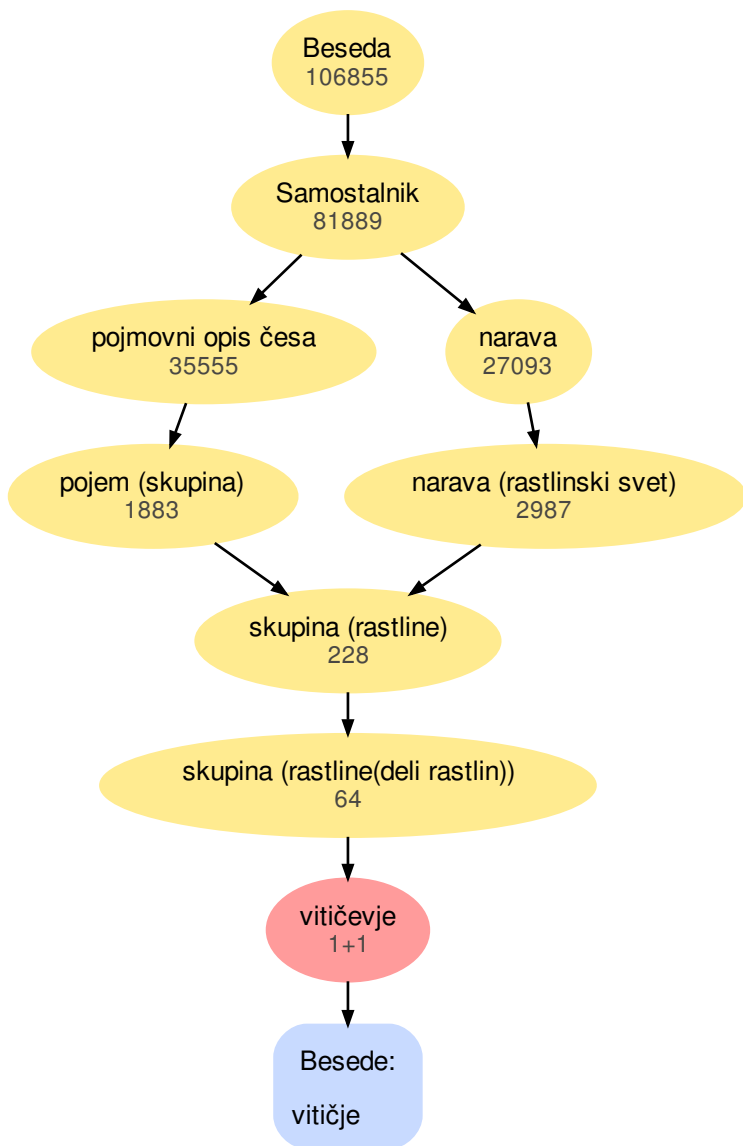 Beseda
106855
Samostalnik
81889
pojmovni opis česa
35555
narava
27093
pojem (skupina)
1883
narava (rastlinski svet)
2987
skupina (rastline)
228
skupina (rastline(deli rastlin))
64
vitičevje
1+1
Besede:
vitičje